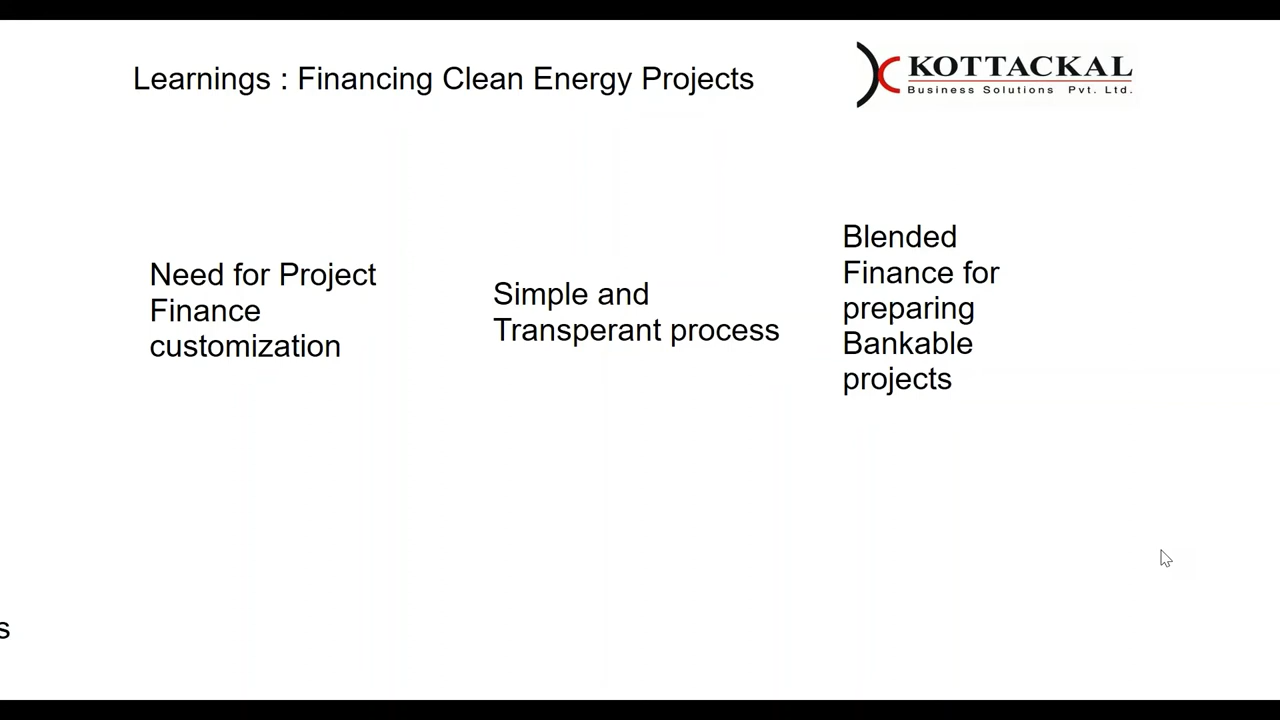 Learnings : Financing Clean Energy Projects
KOTTACKAL
Business Solutions Pvt. Ltd.
Need for Project
Finance
customization
Simple and
Transperant process
Blended
Finance for
preparing
Bankable
projects
s